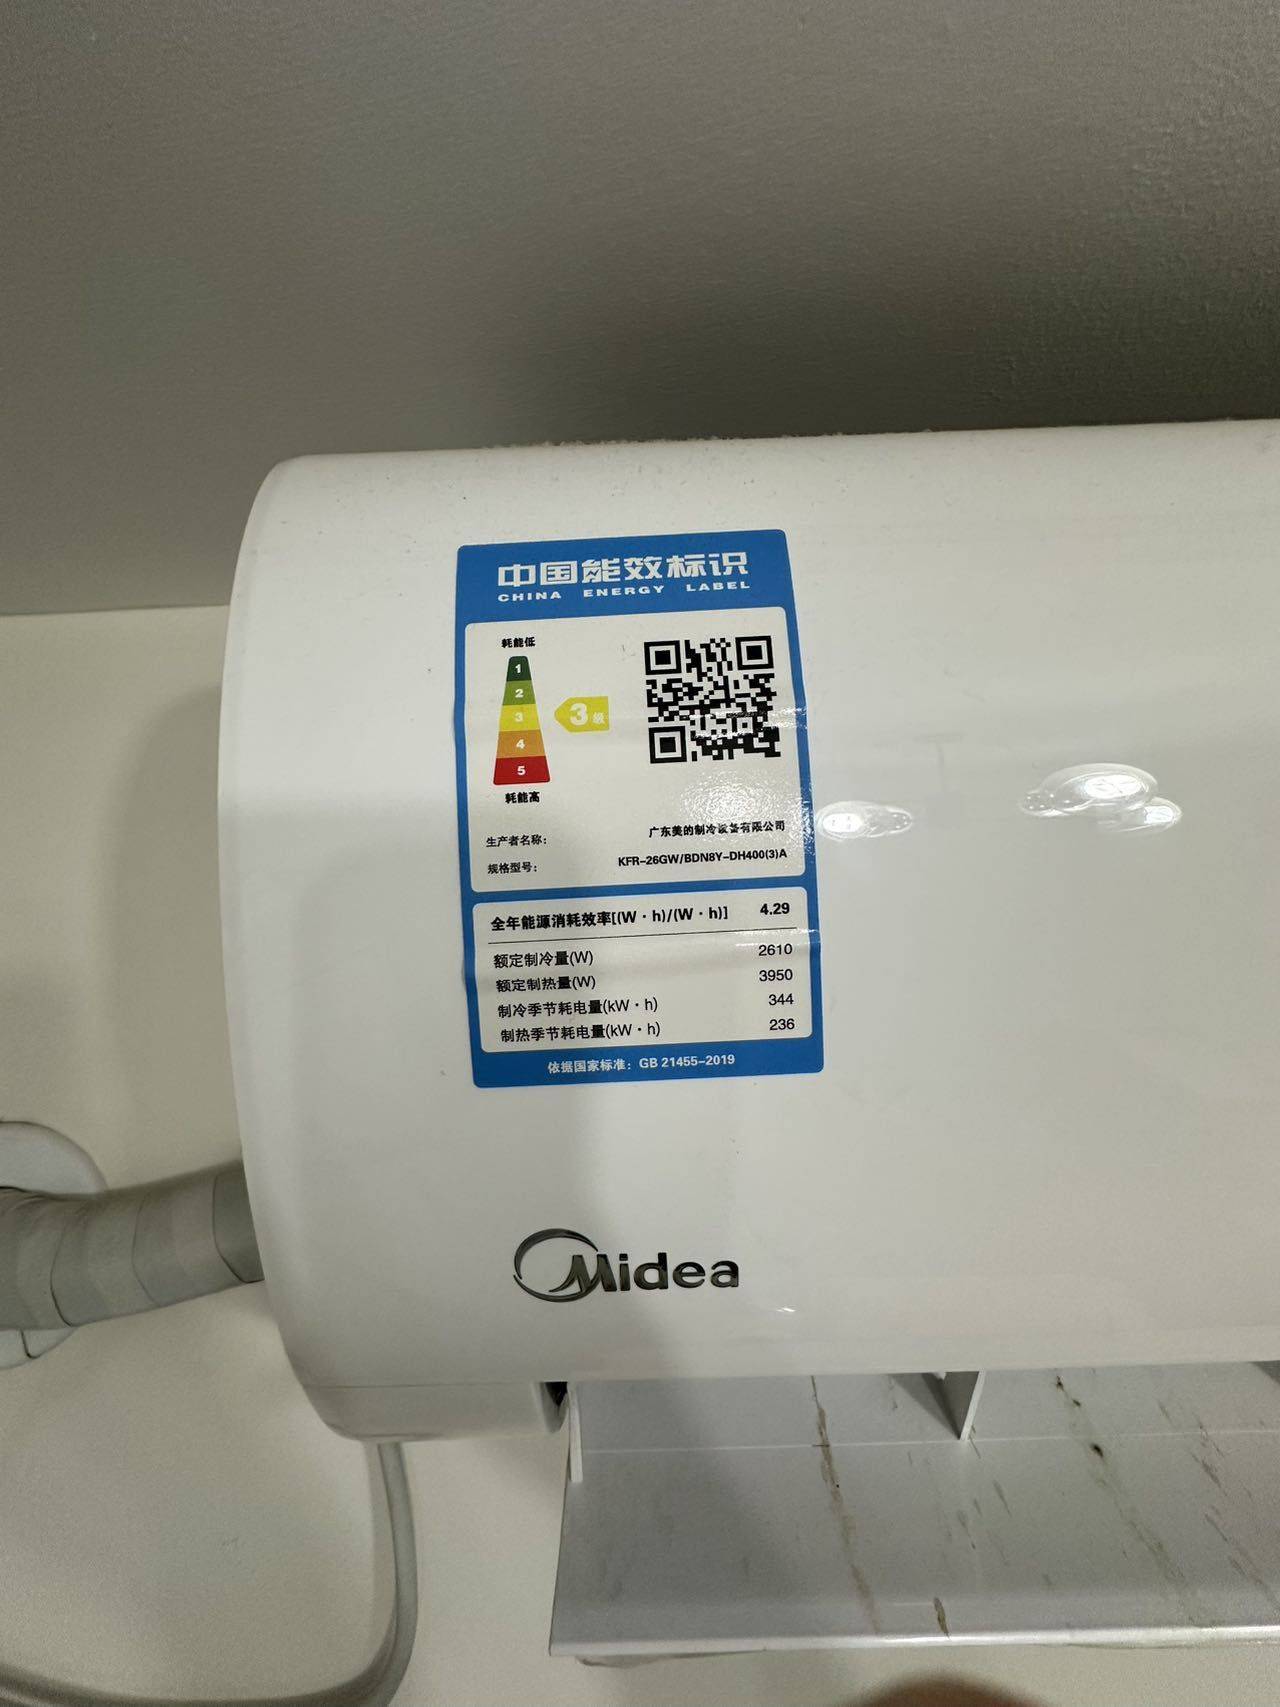 中国能效标识
CHINA ENERGY LABEL
耗能低
1
2
3
3级
4
5
耗能高
生产者名称: 广东美的制冷设备有限公司
规格型号: KFR-26GW/BDN8Y-DH400(3)A
全年能源消耗效率[(W·h)/(W·h)] 4.29
额定制冷量(W) 2610
额定制热量(W) 3950
制冷季节耗电量(kW·h) 344
制热季节耗电量(kW·h) 236
依据国家标准: GB 21455-2019
Midea